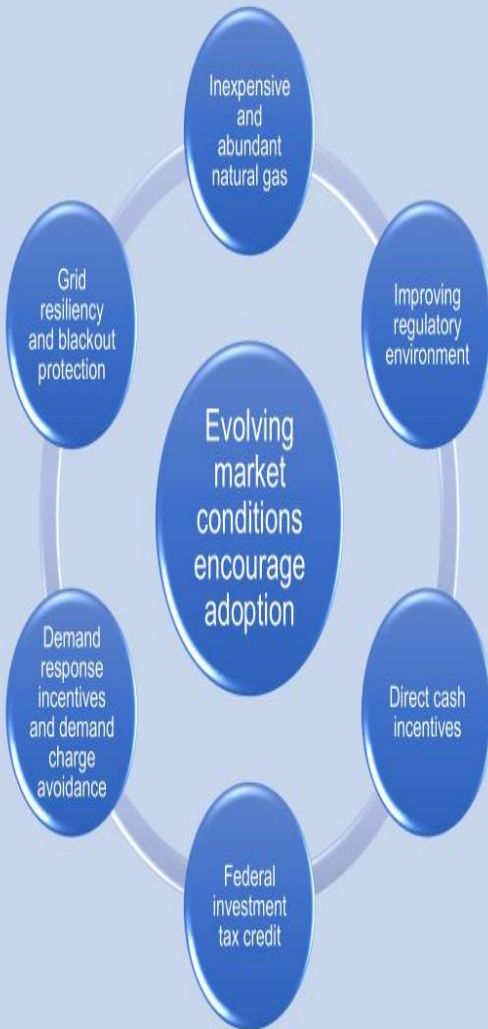 Inexpensive
and
abundant
natural gas
Improving
regulatory
environment
Direct cash
incentives
Federal
investment
tax credit
Demand
response
incentives
and demand
charge
avoidance
Grid
resiliency
and blackout
protection
Evolving
market
conditions
encourage
adoption